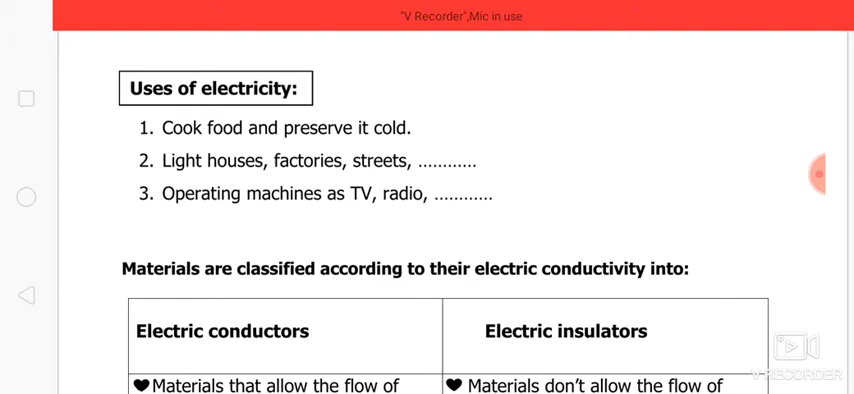 "V Recorder",Mic in use
Uses of electricity:
1. Cook food and preserve it cold.
2. Light houses, factories, streets, ............
3. Operating machines as TV, radio, ............
Materials are classified according to their electric conductivity into:
Electric conductors
Electric insulators
Materials that allow the flow of
Materials don't allow the flow of
V RECORDER